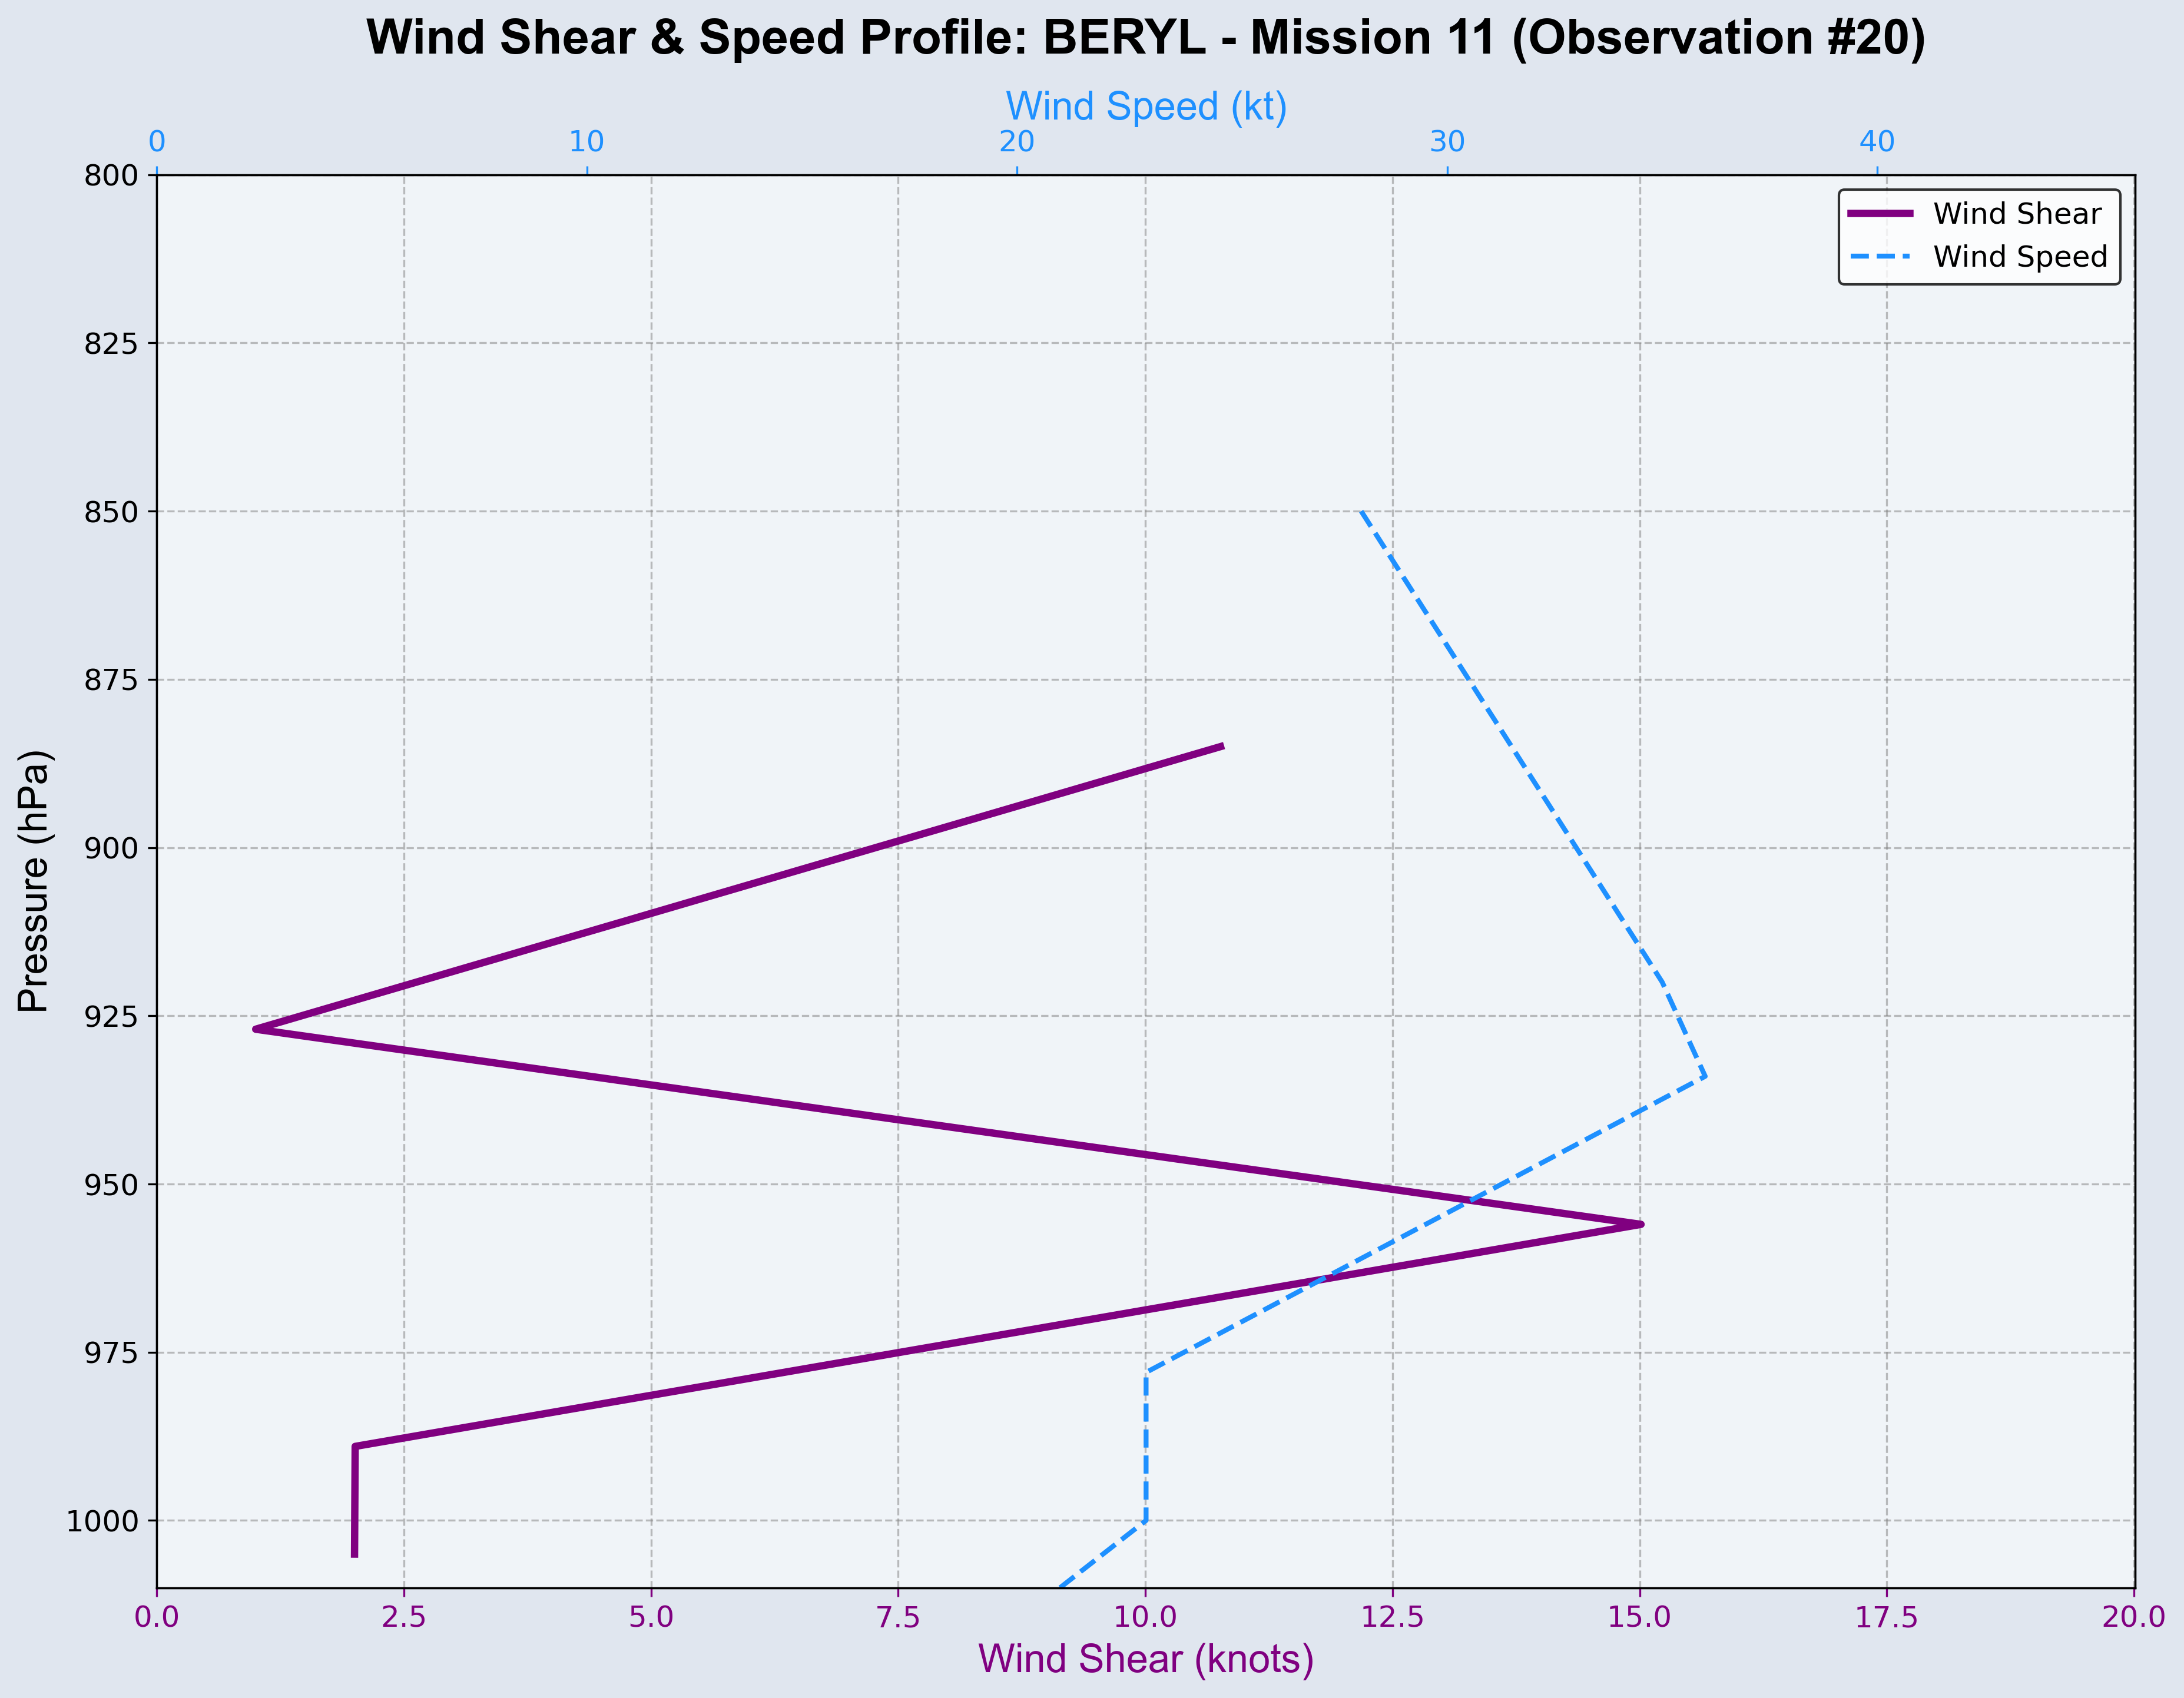 Wind Shear & Speed Profile: BERYL - Mission 11 (Observation #20)
Wind Speed (kt)
0 10 20 30 40
Wind Shear
Wind Speed
800
825
850
875
900
925
950
975
1000
Pressure (hPa)
0.0 2.5 5.0 7.5 10.0 12.5 15.0 17.5 20.0
Wind Shear (knots)